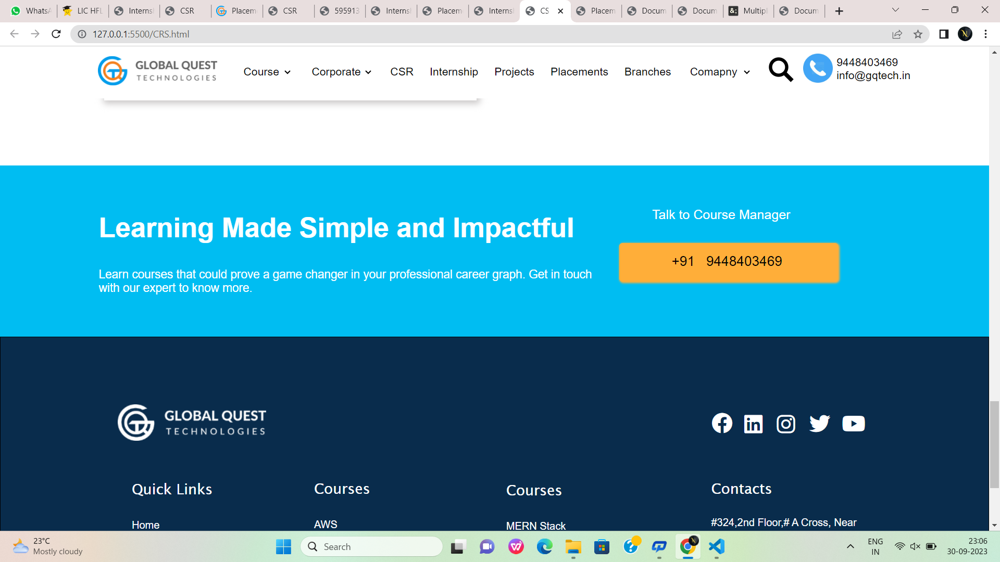 WhatsA
LIC HFL
Interns
CSR
Placem
CSR
595913
Interns
Placem
Interns
CS
Placem
Docum
Docum
&;
Multipl
Docum
127.0.0.1:5500/CRS.html
N
GLOBAL QUEST
TECHNOLOGIES
Course
Corporate
CSR
Internship
Projects
Placements
Branches
Comapny
9448403469
info@gqtech.in
Learning Made Simple and Impactful
Talk to Course Manager
+91 9448403469
Learn courses that could prove a game changer in your professional career graph. Get in touch
with our expert to know more.
GLOBAL QUEST
TECHNOLOGIES
Quick Links
Courses
Courses
Contacts
Home
AWS
MERN Stack
#324,2nd Floor,# A Cross, Near
23°C
Mostly cloudy
Search
ENG
IN
23:06
30-09-2023